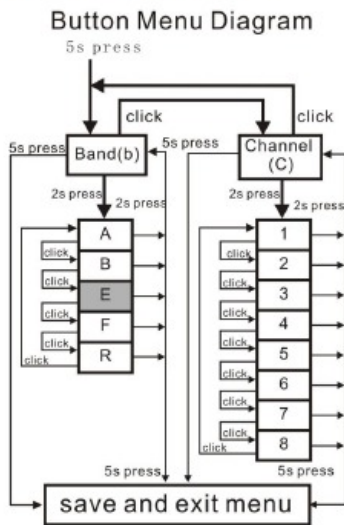 Button Menu Diagram
5s press
click
click
5s press
Band(b)
5s press
Channel
(C)
5s press
2s press
2s press
2s press
2s press
A
B
E
F
R
click
click
click
click
click
1
2
3
4
5
6
7
8
click
click
click
click
click
click
click
click
5s press
5s press
save and exit menu